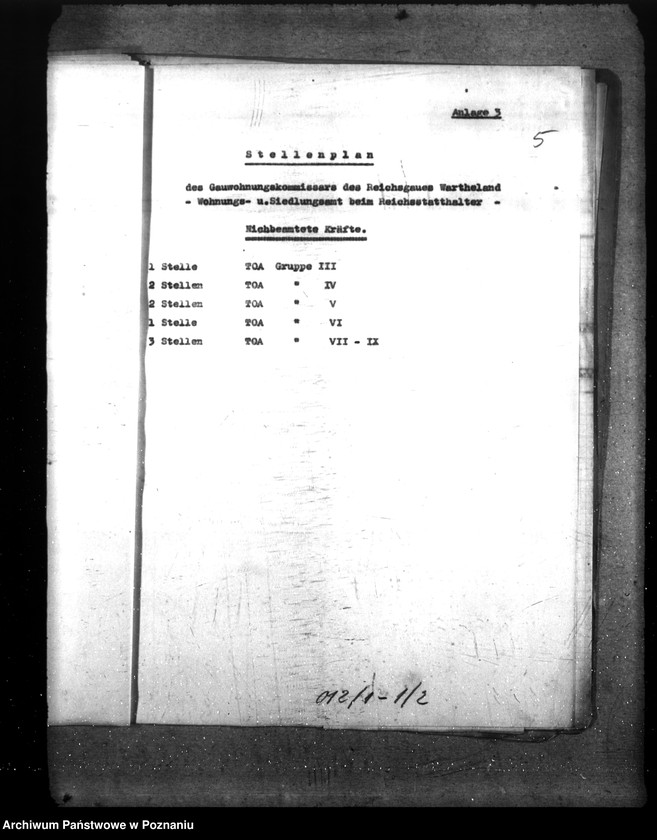 Anlage 3
5
Stellenplan
des Gauwohnungskommissars des Reichsgaues Wartheland
- Wohnungs- u.Siedlungsamt beim Reichsstatthalter -
Nichbeamtete Kräfte.
1 Stelle TOA Gruppe III
2 Stellen TOA " IV
2 Stellen TOA " V
1 Stelle TOA " VI
3 Stellen TOA " VII - IX
012/1-1/2
Archiwum Państwowe w Poznaniu